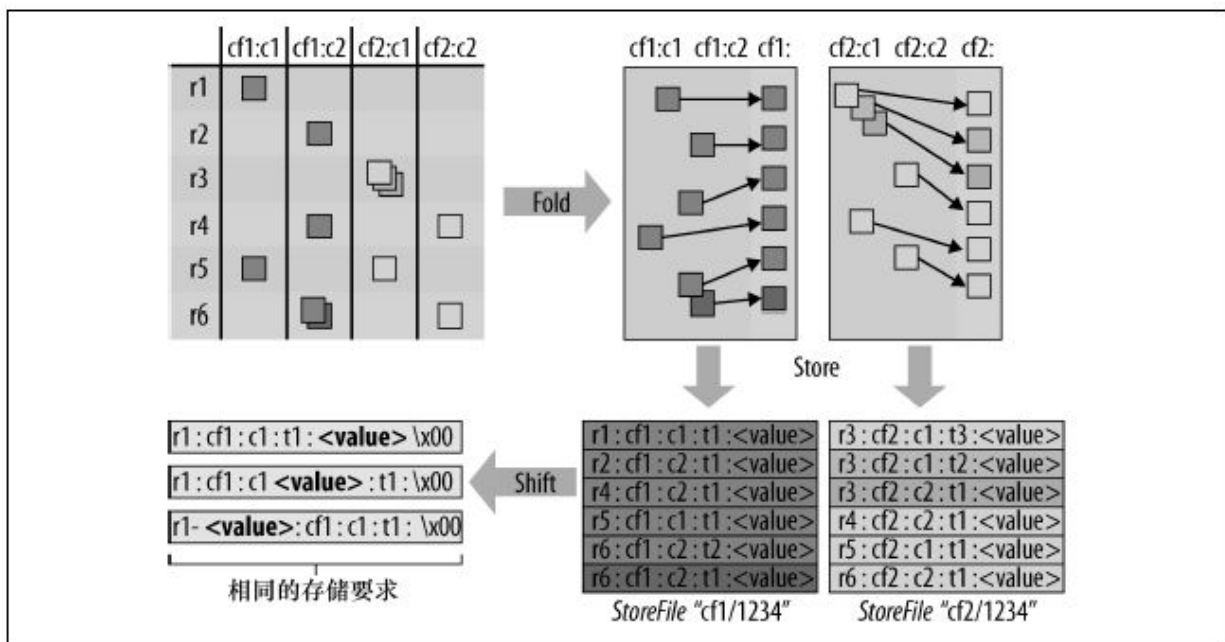 cf1:c1 cf1:c2 cf2:c1 cf2:c2
r1
r2
r3
r4
r5
r6
Fold
cf1:c1 cf1:c2 cf1:
cf2:c1 cf2:c2 cf2:
Store
r1:cf1:c1:t1:<value>
r2:cf1:c2:t1:<value>
r4:cf1:c2:t1:<value>
r5:cf1:c1:t1:<value>
r6:cf1:c2:t2:<value>
r6:cf1:c2:t1:<value>
StoreFile “cf1/1234”
r3:cf2:c1:t3:<value>
r3:cf2:c1:t2:<value>
r3:cf2:c2:t1:<value>
r4:cf2:c2:t1:<value>
r5:cf2:c1:t1:<value>
r6:cf2:c2:t1:<value>
StoreFile “cf2/1234”
Shift
r1:cf1:c1:t1:<value> \x00
r1:cf1:c1 <value>:t1:\x00
r1- <value>:cf1:c1:t1: \x00
相同的存储要求